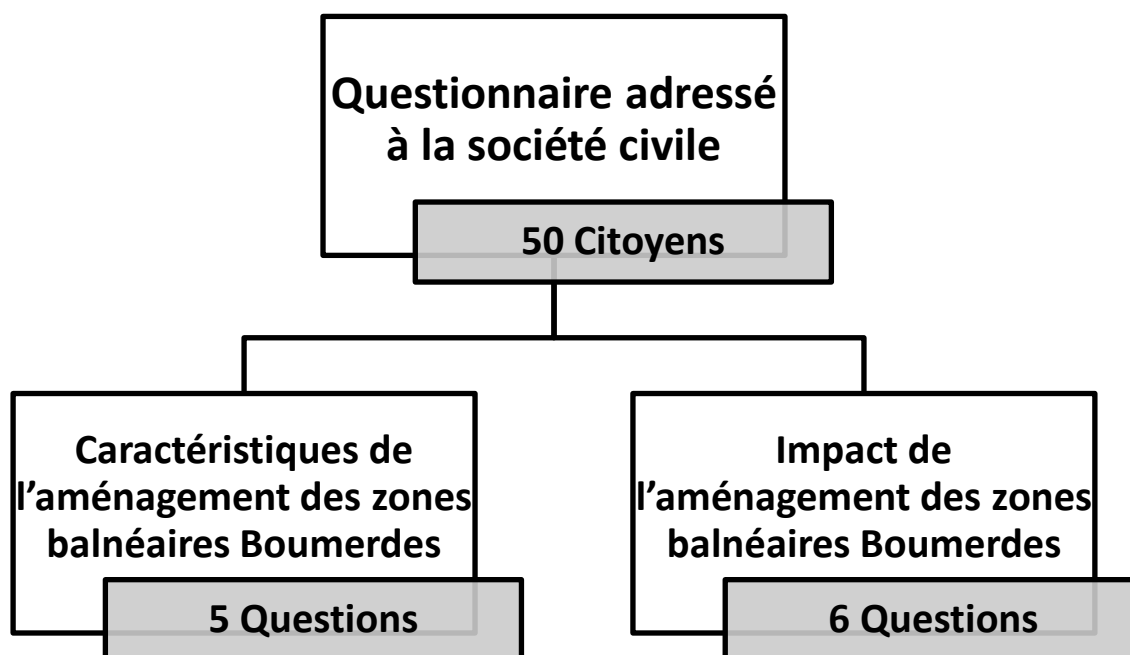 Questionnaire adressé
à la société civile
50 Citoyens
Caractéristiques de
l’aménagement des zones
balnéaires Boumerdes
5 Questions
Impact de
l’aménagement des zones
balnéaires Boumerdes
6 Questions